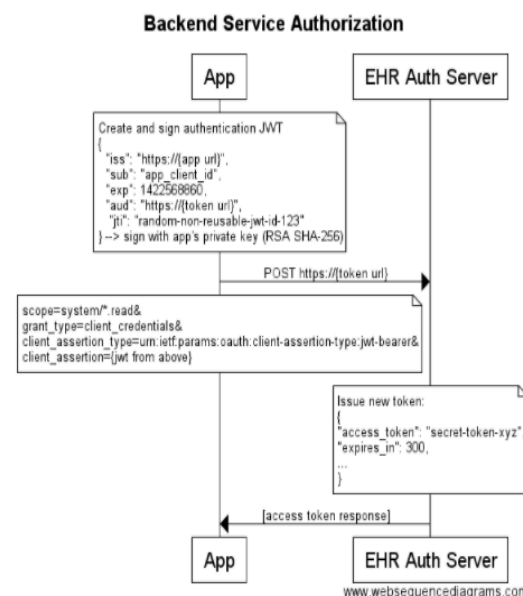 Backend Service Authorization
App
EHR Auth Server
Create and sign authentication JWT
{
"iss": "https://{app url}",
"sub": "app_client_id",
"exp": 1422568860,
"aud": "https://{token url}",
"jti": "random-non-reusable-jwt-id-123"
} --> sign with app's private key (RSA SHA-256)
POST https://{token url}
scope=system/*.read&
grant_type=client_credentials&
client_assertion_type=urn:ietf:params:oauth:client-assertion-type:jwt-bearer&
client_assertion={jwt from above}
Issue new token:
{
"access_token": "secret-token-xyz",
"expires_in": 300,
...
}
[access token response]
App
EHR Auth Server
www.websequencediagrams.com